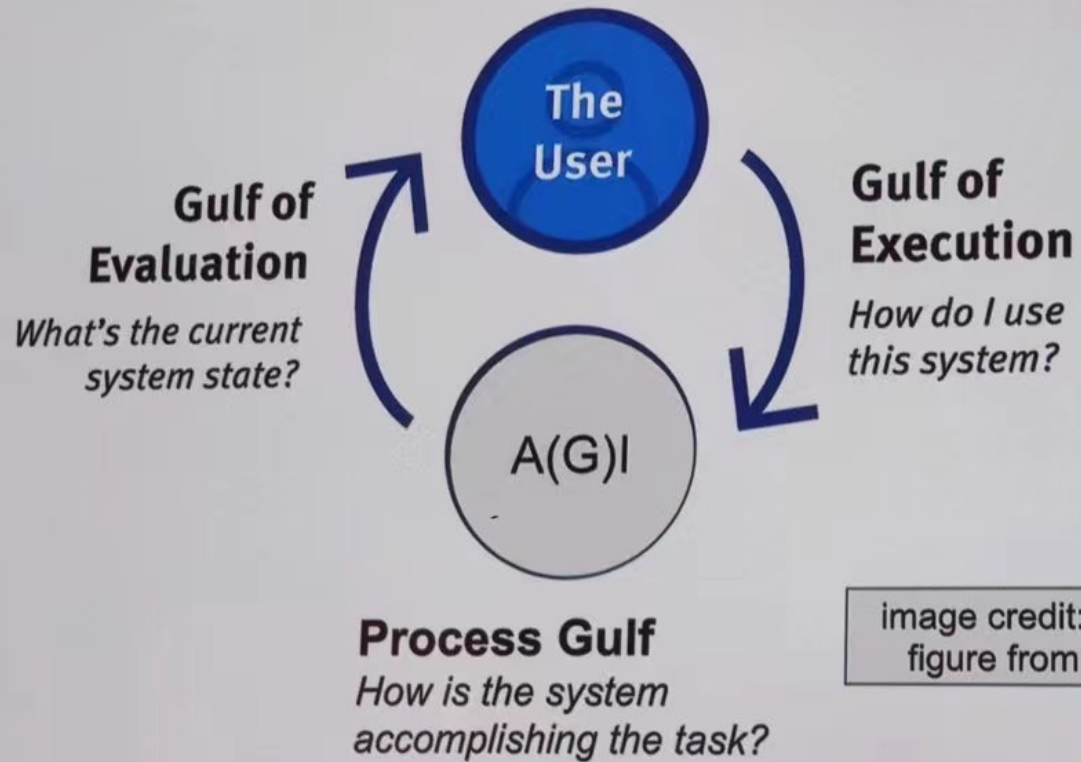 The
User
Gulf of
Evaluation
What's the current
system state?
Gulf of
Execution
How do I use
this system?
A(G)I
Process Gulf
How is the system
accomplishing the task?
image credit:
figure from